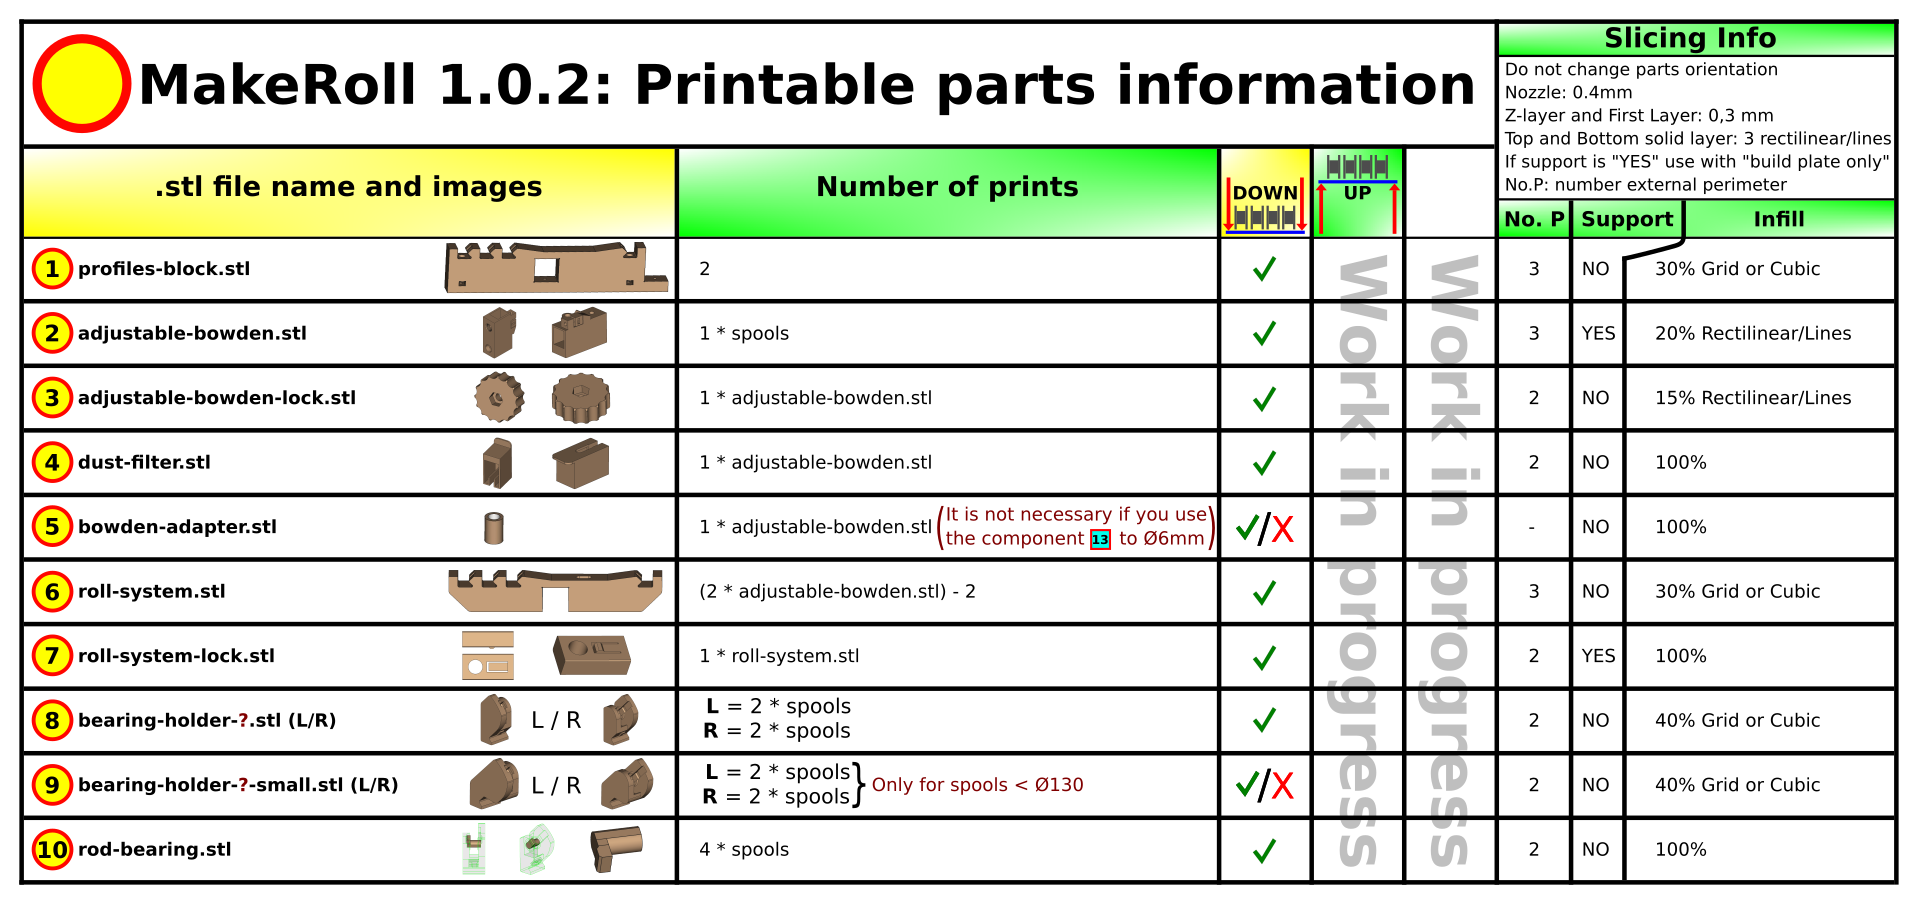 MakeRoll 1.0.2: Printable parts information
Slicing Info
Do not change parts orientation
Nozzle: 0.4mm
Z-layer and First Layer: 0,3 mm
Top and Bottom solid layer: 3 rectilinear/lines
If support is "YES" use with "build plate only"
No.P: number external perimeter
.stl file name and images
Number of prints
DOWN
UP
No. P
Support
Infill
1 profiles-block.stl 2 3 NO 30% Grid or Cubic
2 adjustable-bowden.stl 1 * spools 3 YES 20% Rectilinear/Lines
3 adjustable-bowden-lock.stl 1 * adjustable-bowden.stl 2 NO 15% Rectilinear/Lines
4 dust-filter.stl 1 * adjustable-bowden.stl 2 NO 100%
5 bowden-adapter.stl 1 * adjustable-bowden.stl (It is not necessary if you use
the component 13 to Ø6mm) ✓/X - NO 100%
6 roll-system.stl (2 * adjustable-bowden.stl) - 2 3 NO 30% Grid or Cubic
7 roll-system-lock.stl 1 * roll-system.stl 2 YES 100%
8 bearing-holder-?.stl (L/R) L / R L = 2 * spools
R = 2 * spools 2 NO 40% Grid or Cubic
9 bearing-holder-?-small.stl (L/R) L / R L = 2 * spools
R = 2 * spools } Only for spools < Ø130 ✓/X 2 NO 40% Grid or Cubic
10 rod-bearing.stl 4 * spools 2 NO 100%
Work in progress
Work in progress